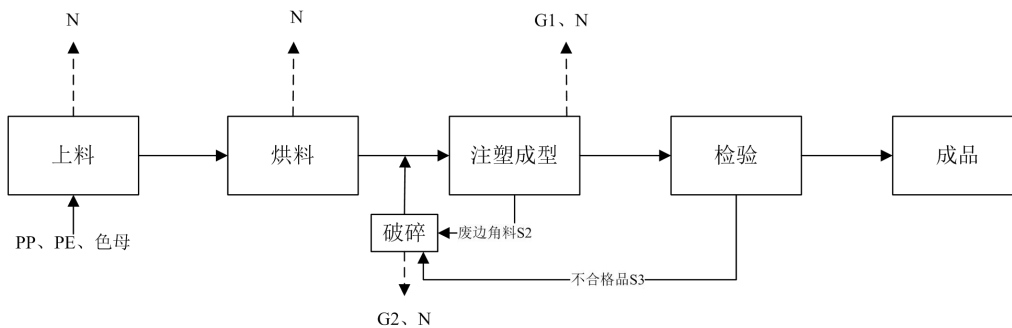 N
N
G1、N
上料
烘料
注塑成型
检验
成品
PP、PE、色母
破碎
废边角料S2
不合格品S3
G2、N